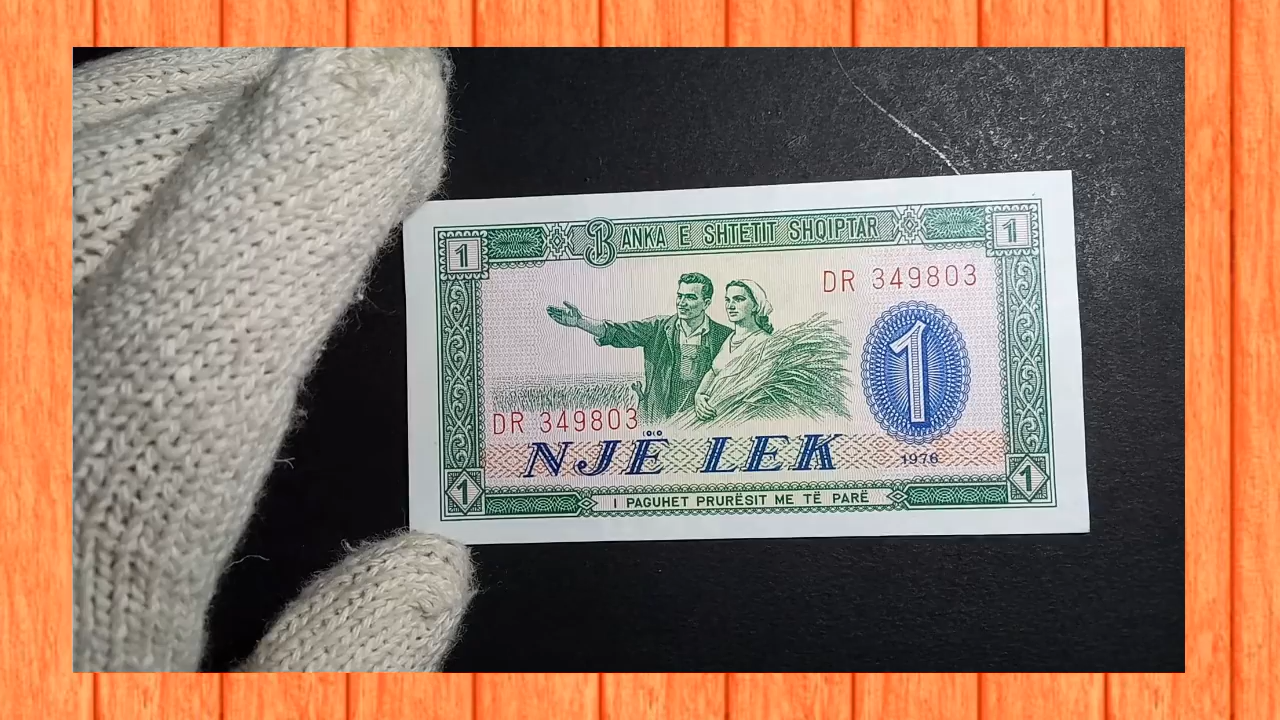 BANKA E SHTETIT SHQIPTAR
1
1
DR 349803
1
DR 349803
NJË LEK
1976
1
I PAGUHET PRURËSIT ME TË PARË
1